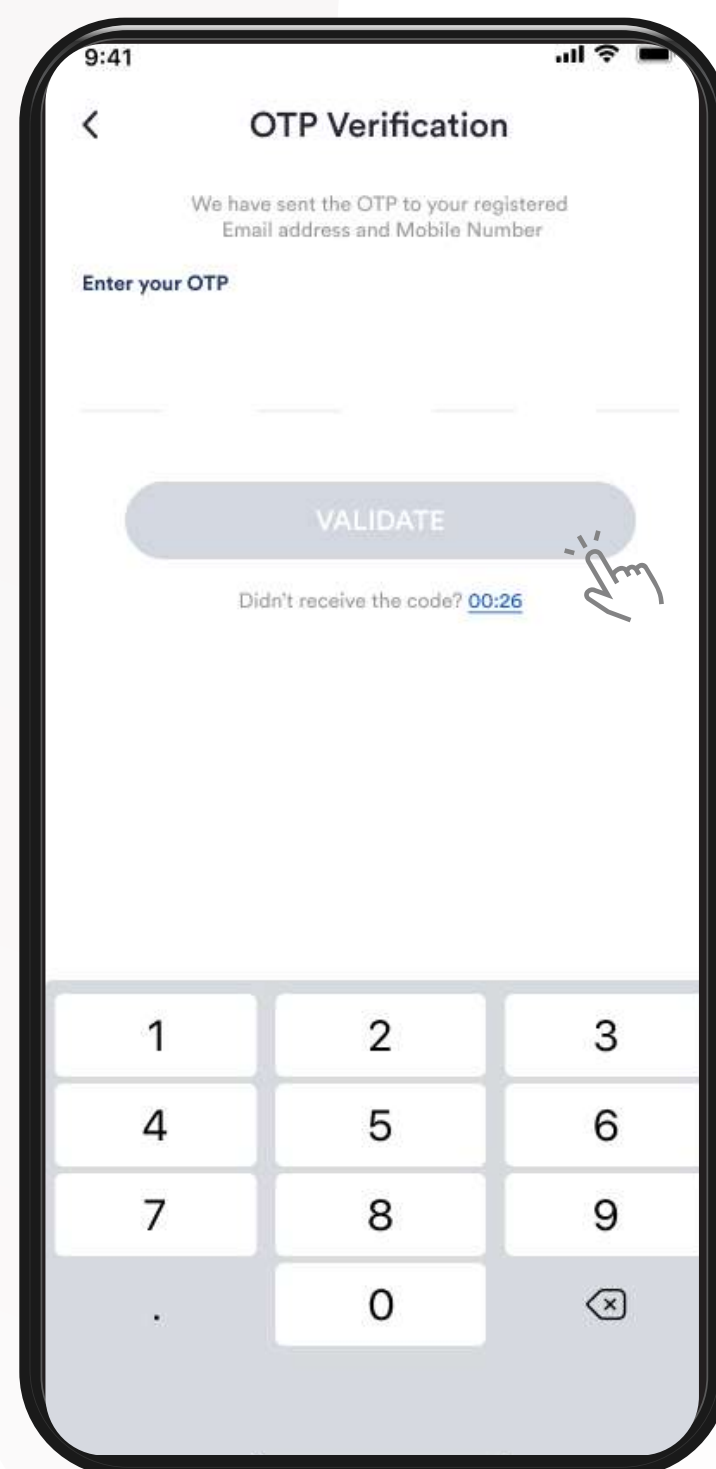 9:41
OTP Verification
We have sent the OTP to your registered
Email address and Mobile Number
Enter your OTP
VALIDATE
Didn't receive the code? 00:26
1 2 3
4 5 6
7 8 9
. 0